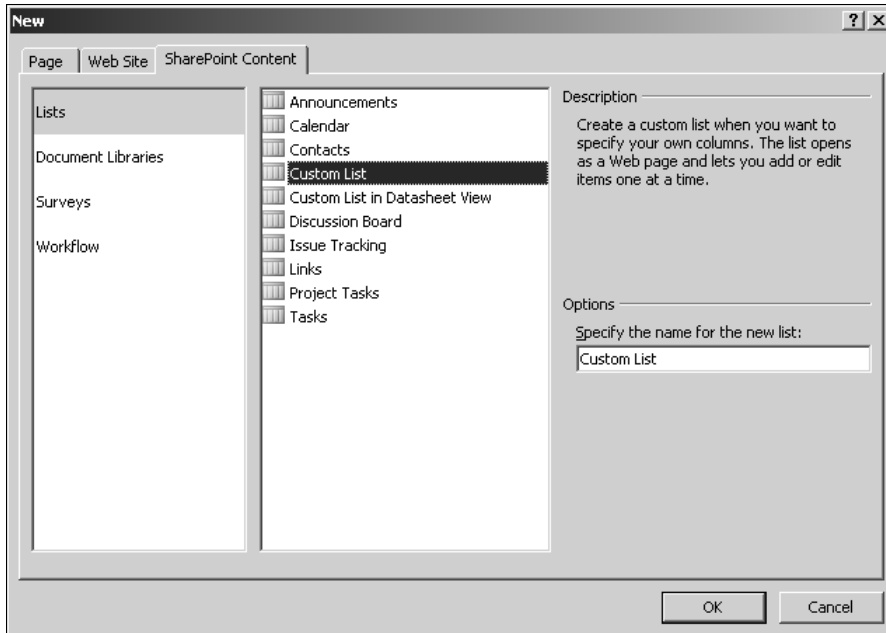 New
Page
Web Site
SharePoint Content
Lists
Document Libraries
Surveys
Workflow
Announcements
Calendar
Contacts
Custom List
Custom List in Datasheet View
Discussion Board
Issue Tracking
Links
Project Tasks
Tasks
Description
Create a custom list when you want to
specify your own columns. The list opens
as a Web page and lets you add or edit
items one at a time.
Options
Specify the name for the new list:
Custom List
OK
Cancel